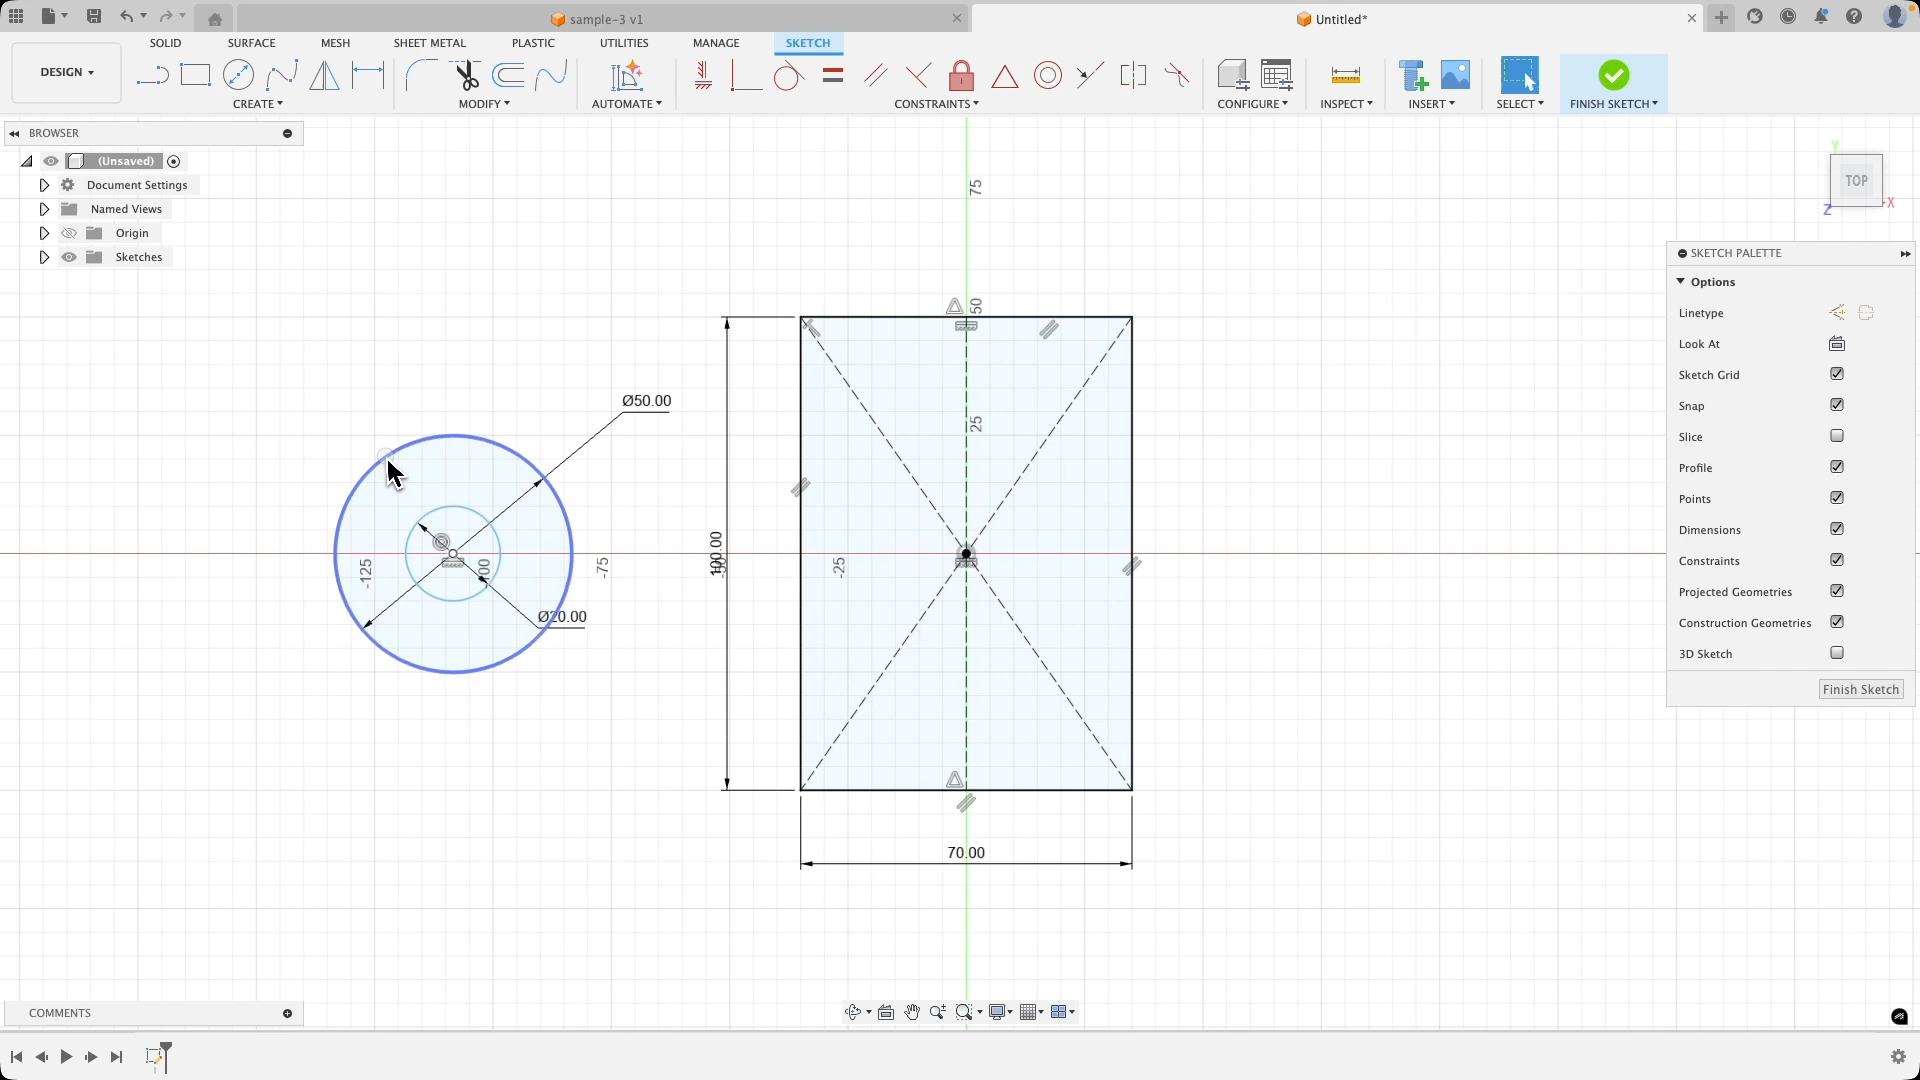 sample-3 v1
Untitled*
DESIGN
SOLID
SURFACE
MESH
SHEET METAL
PLASTIC
UTILITIES
MANAGE
SKETCH
CREATE
MODIFY
AUTOMATE
CONSTRAINTS
CONFIGURE
INSPECT
INSERT
SELECT
FINISH SKETCH
BROWSER
(Unsaved)
Document Settings
Named Views
Origin
Sketches
Y
TOP
Z
X
75
50
25
Ø50.00
Ø20.00
-125
-75
-25
100.00
70.00
SKETCH PALETTE
Options
Linetype
Look At
Sketch Grid
Snap
Slice
Profile
Points
Dimensions
Constraints
Projected Geometries
Construction Geometries
3D Sketch
Finish Sketch
COMMENTS